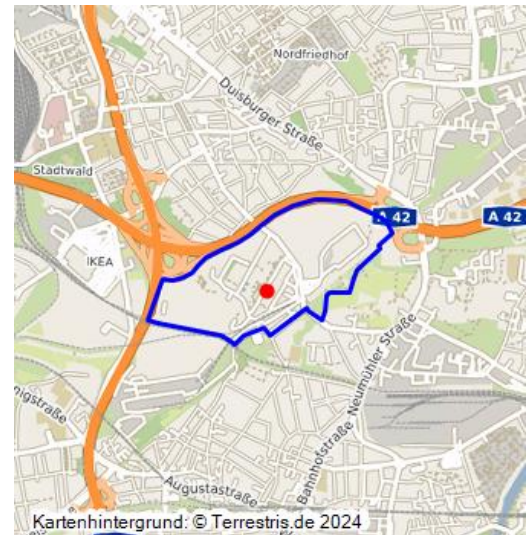 Nordfriedhof
Duisburger Straße
Stadtwald
A 42
A 42
IKEA
Neumühler Straße
nigstraße
Bahnhofstraße
Augustastraße
Kartenhintergrund: © Terrestris.de 2024